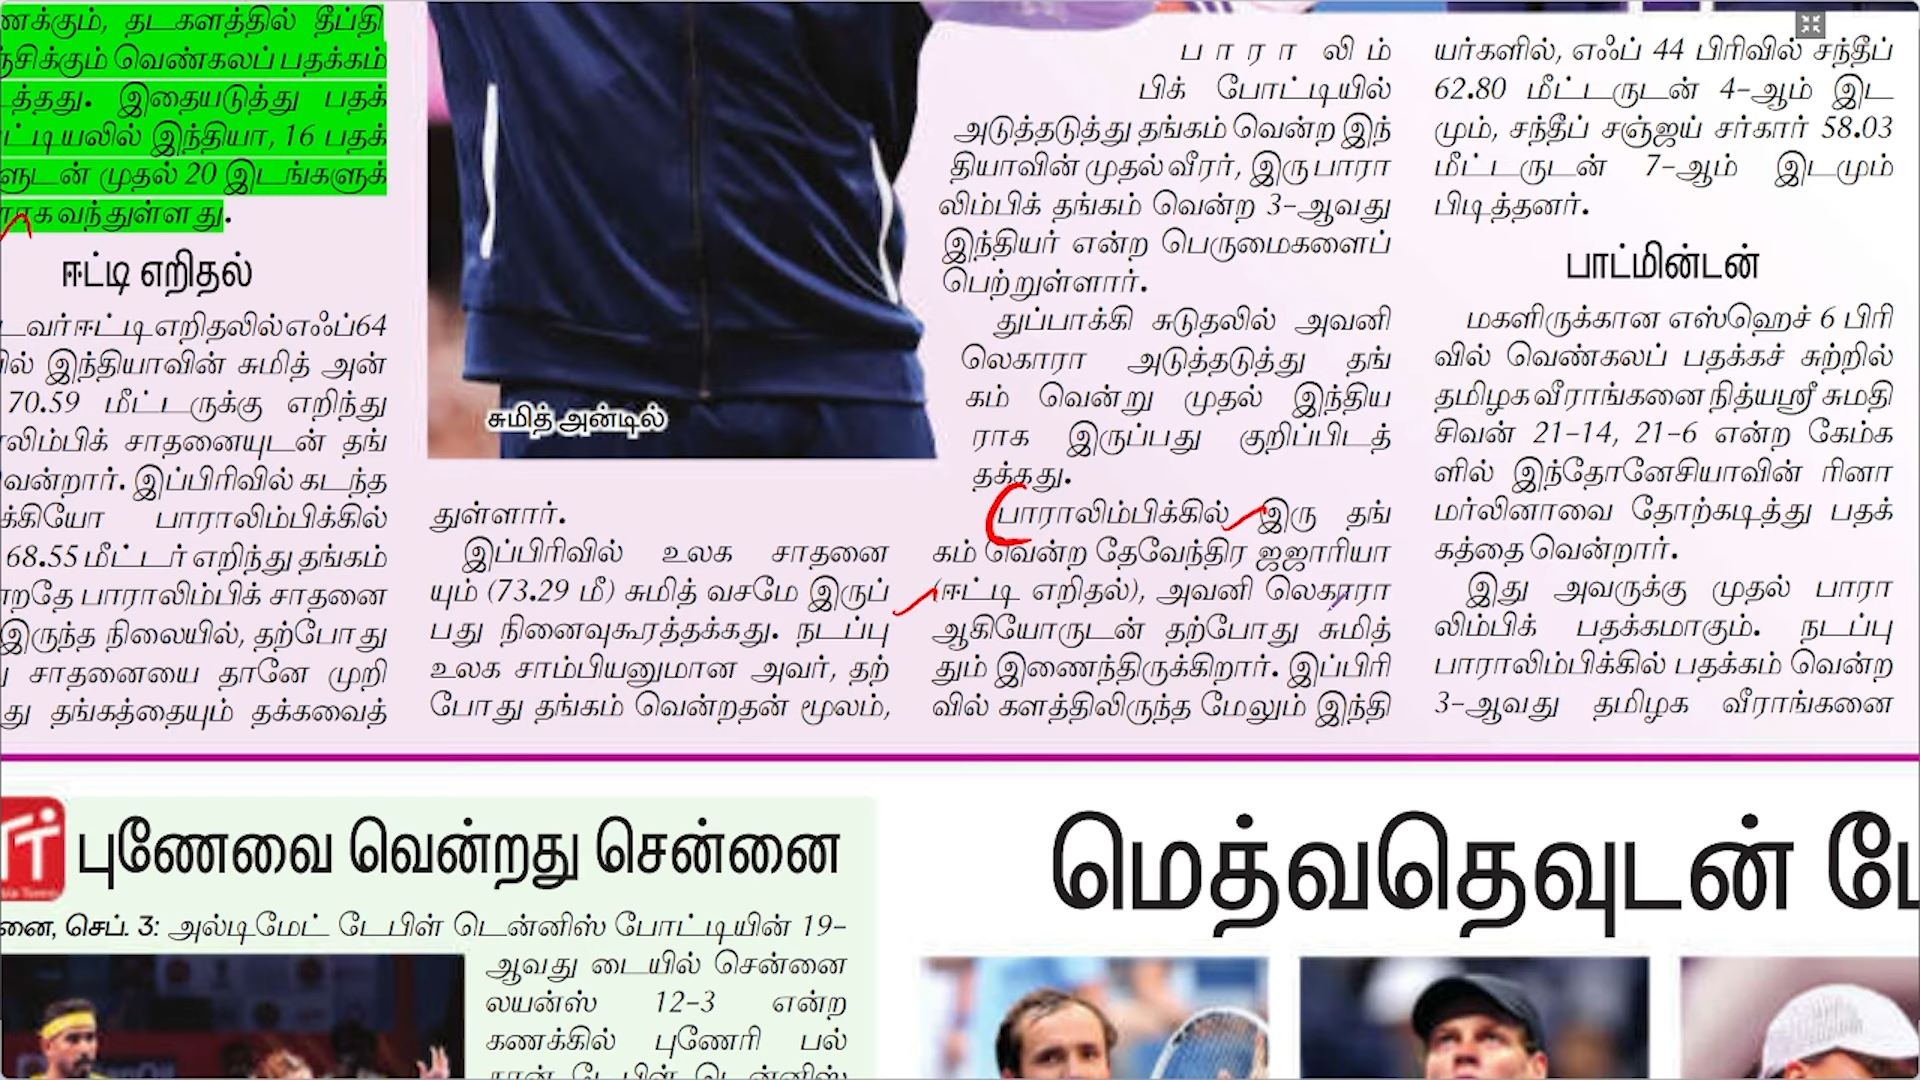 ணக்கும், தடகளத்தில் தீப்தி
சிக்கும் வெண்கலப் பதக்கம்
டத்தது. இதையடுத்து பதக்
ட்டியலில் இந்தியா, 16 பதக்
ளுடன் முதல் 20 இடங்களுக்
ராக வந்துள்ளது.
ஈட்டி எறிதல்
டவர் ஈட்டி எறிதலில் எஃப்64
ில் இந்தியாவின் சுமித் அன்
70.59 மீட்டருக்கு எறிந்து
ாலிம்பிக் சாதனையுடன் தங்
வென்றார். இப்பிரிவில் கடந்த
க்கியோ பாராலிம்பிக்கில்
68.55 மீட்டர் எறிந்து தங்கம்
றதே பாராலிம்பிக் சாதனை
இருந்த நிலையில், தற்போது
சாதனையை தானே முறி
து தங்கத்தையும் தக்கவைத்
சுமித் அன்டில்
துள்ளார்.
இப்பிரிவில் உலக சாதனை
யும் (73.29 மீ) சுமித் வசமே இருப்
பது நினைவுகூரத்தக்கது. நடப்பு
உலக சாம்பியனுமான அவர், தற்
போது தங்கம் வென்றதன் மூலம்,
பாராலிம்
பிக் போட்டியில்
அடுத்தடுத்து தங்கம் வென்ற இந்
தியாவின் முதல் வீரர், இரு பாரா
லிம்பிக் தங்கம் வென்ற 3-ஆவது
இந்தியர் என்ற பெருமைகளைப்
பெற்றுள்ளார்.
துப்பாக்கி சுடுதலில் அவனி
லெகாரா அடுத்தடுத்து தங்
கம் வென்று முதல் இந்திய
ராக இருப்பது குறிப்பிடத்
தக்கது.
பாராலிம்பிக்கில் இரு தங்
கம் வென்ற தேவேந்திர ஜஜாரியா
(ஈட்டி எறிதல்), அவனி லெகாரா
ஆகியோருடன் தற்போது சுமித்
தும் இணைந்திருக்கிறார். இப்பிரி
வில் களத்திலிருந்த மேலும் இந்தி
யர்களில், எஃப் 44 பிரிவில் சந்தீப்
62.80 மீட்டருடன் 4-ஆம் இட
மும், சந்தீப் சஞ்ஜய் சர்கார் 58.03
மீட்டருடன் 7-ஆம் இடமும்
பிடித்தனர்.
பாட்மின்டன்
மகளிருக்கான எஸ்ஹெச் 6 பிரி
வில் வெண்கலப் பதக்கச் சுற்றில்
தமிழக வீராங்கனை நித்யஸ்ரீ சுமதி
சிவன் 21-14, 21-6 என்ற கேம்க
ளில் இந்தோனேசியாவின் ரினா
மர்லினாவை தோற்கடித்து பதக்
கத்தை வென்றார்.
இது அவருக்கு முதல் பாரா
லிம்பிக் பதக்கமாகும். நடப்பு
பாராலிம்பிக்கில் பதக்கம் வென்ற
3-ஆவது தமிழக வீராங்கனை
புணேவை வென்றது சென்னை
னை, செப். 3: அல்டிமேட் டேபிள் டென்னிஸ் போட்டியின் 19-
ஆவது டையில் சென்னை
லயன்ஸ் 12-3 என்ற
கணக்கில் புணேரி பல்
தான் டேபிள் டென்னிஸ்
மெத்வதெவுடன் மே